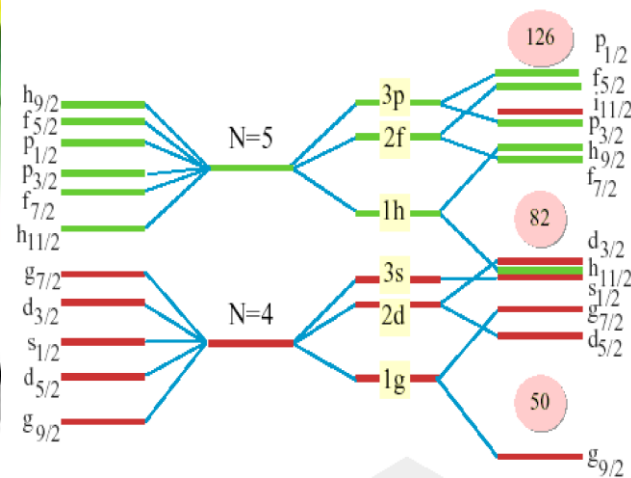 h9/2
f5/2
p1/2
p3/2
f7/2
h11/2
g7/2
d3/2
s1/2
d5/2
g9/2
N=5
N=4
3p
2f
1h
3s
2d
1g
126
82
50
p1/2
f5/2
i11/2
p3/2
h9/2
f7/2
d3/2
h11/2
s1/2
g7/2
d5/2
g9/2